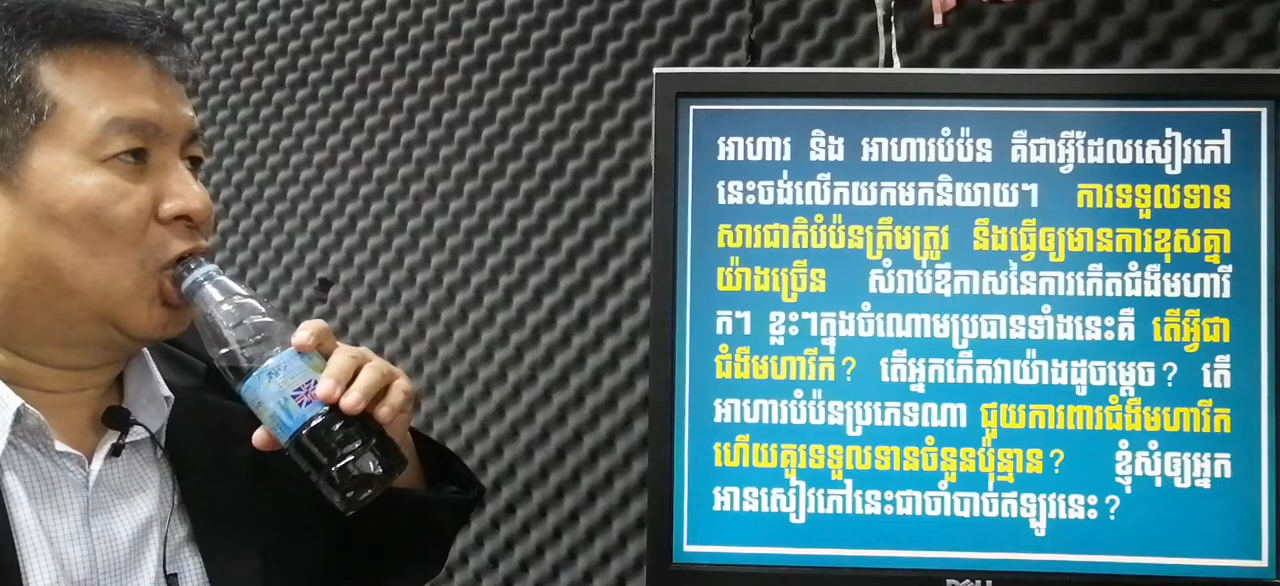 អាហារ និង អាហារបំប៉ន គឺជាអ្វីដែលសៀវភៅ
នេះចង់លើកយកមកនិយាយ។ ការទទួលទាន
សារជាតិបំប៉នត្រឹមត្រូវ នឹងធ្វើឲ្យមានការខុសគ្នា
យ៉ាងច្រើន សំរាប់ឱកាសនៃការកើតជំងឺមហារី
ក។ ខ្លះៗក្នុងចំណោមប្រធានទាំងនេះគឺ តើអ្វីជា
ជំងឺមហារីក? តើអ្នកកើតវាយ៉ាងដូចម្តេច? តើ
អាហារបំប៉នប្រភេទណា ជួយការពារជំងឺមហារីក
ហើយគួរទទួលទានចំនួនប៉ុន្មាន? ខ្ញុំសុំឲ្យអ្នក
អានសៀវភៅនេះជាចាំបាច់ឥឡូវនេះ?